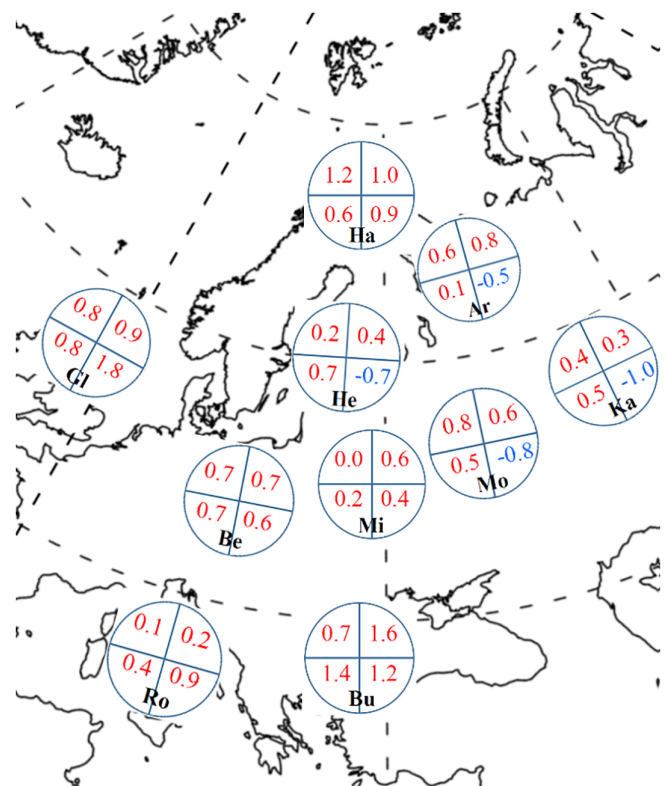 1.2 1.0
0.6 0.9
Ha
0.6 0.8
0.1 -0.5
Ar
0.8 0.9
0.8 1.8
Gl
0.2 0.4
0.7 -0.7
He
0.4 0.3
0.5 -1.0
Ka
0.8 0.6
0.5 -0.8
Mo
0.7 0.7
0.7 0.6
Be
0.0 0.6
0.2 0.4
Mi
0.1 0.2
0.4 0.9
Ro
0.7 1.6
1.4 1.2
Bu